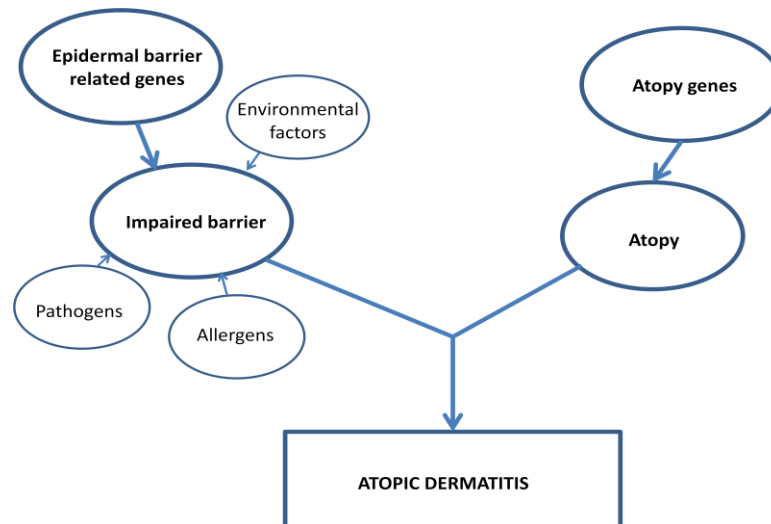 Epidermal barrier
related genes
Environmental
factors
Atopy genes
Impaired barrier
Atopy
Pathogens
Allergens
ATOPIC DERMATITIS